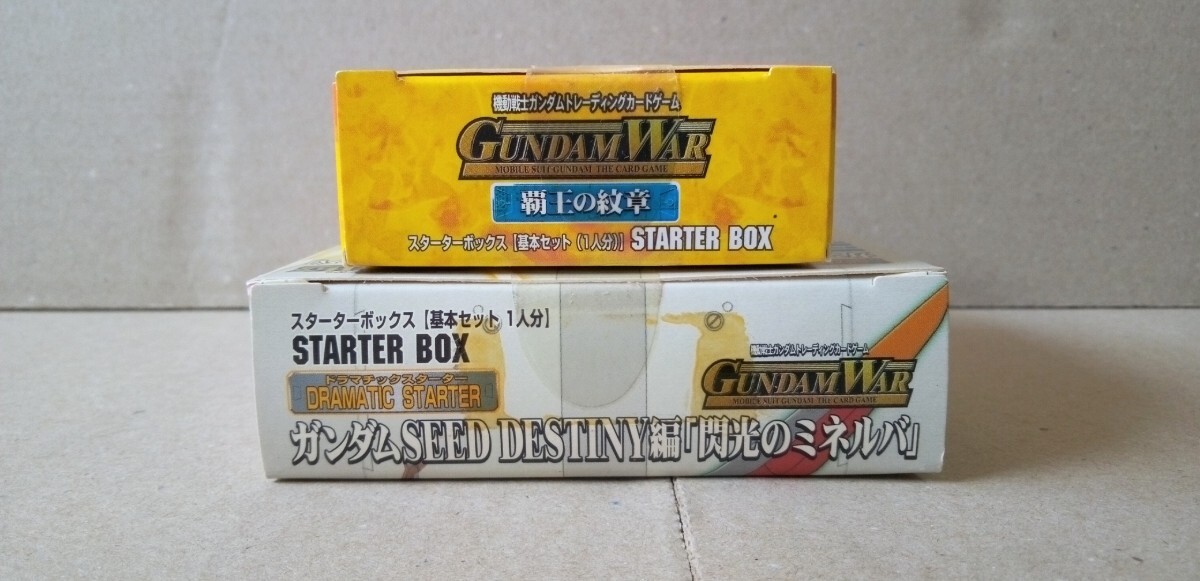 機動戦士ガンダムトレーディングカードゲーム
GUNDAM WAR
MOBILE SUIT GUNDAM THE CARD GAME
覇王の紋章
スターターボックス【基本セット(1人分)】 STARTER BOX
スターターボックス【基本セット 1人分】
STARTER BOX
ドラマチックスターター
DRAMATIC STARTER
機動戦士ガンダムトレーディングカードゲーム
GUNDAM WAR
MOBILE SUIT GUNDAM THE CARD GAME
ガンダムSEED DESTINY編「閃光のミネルバ」